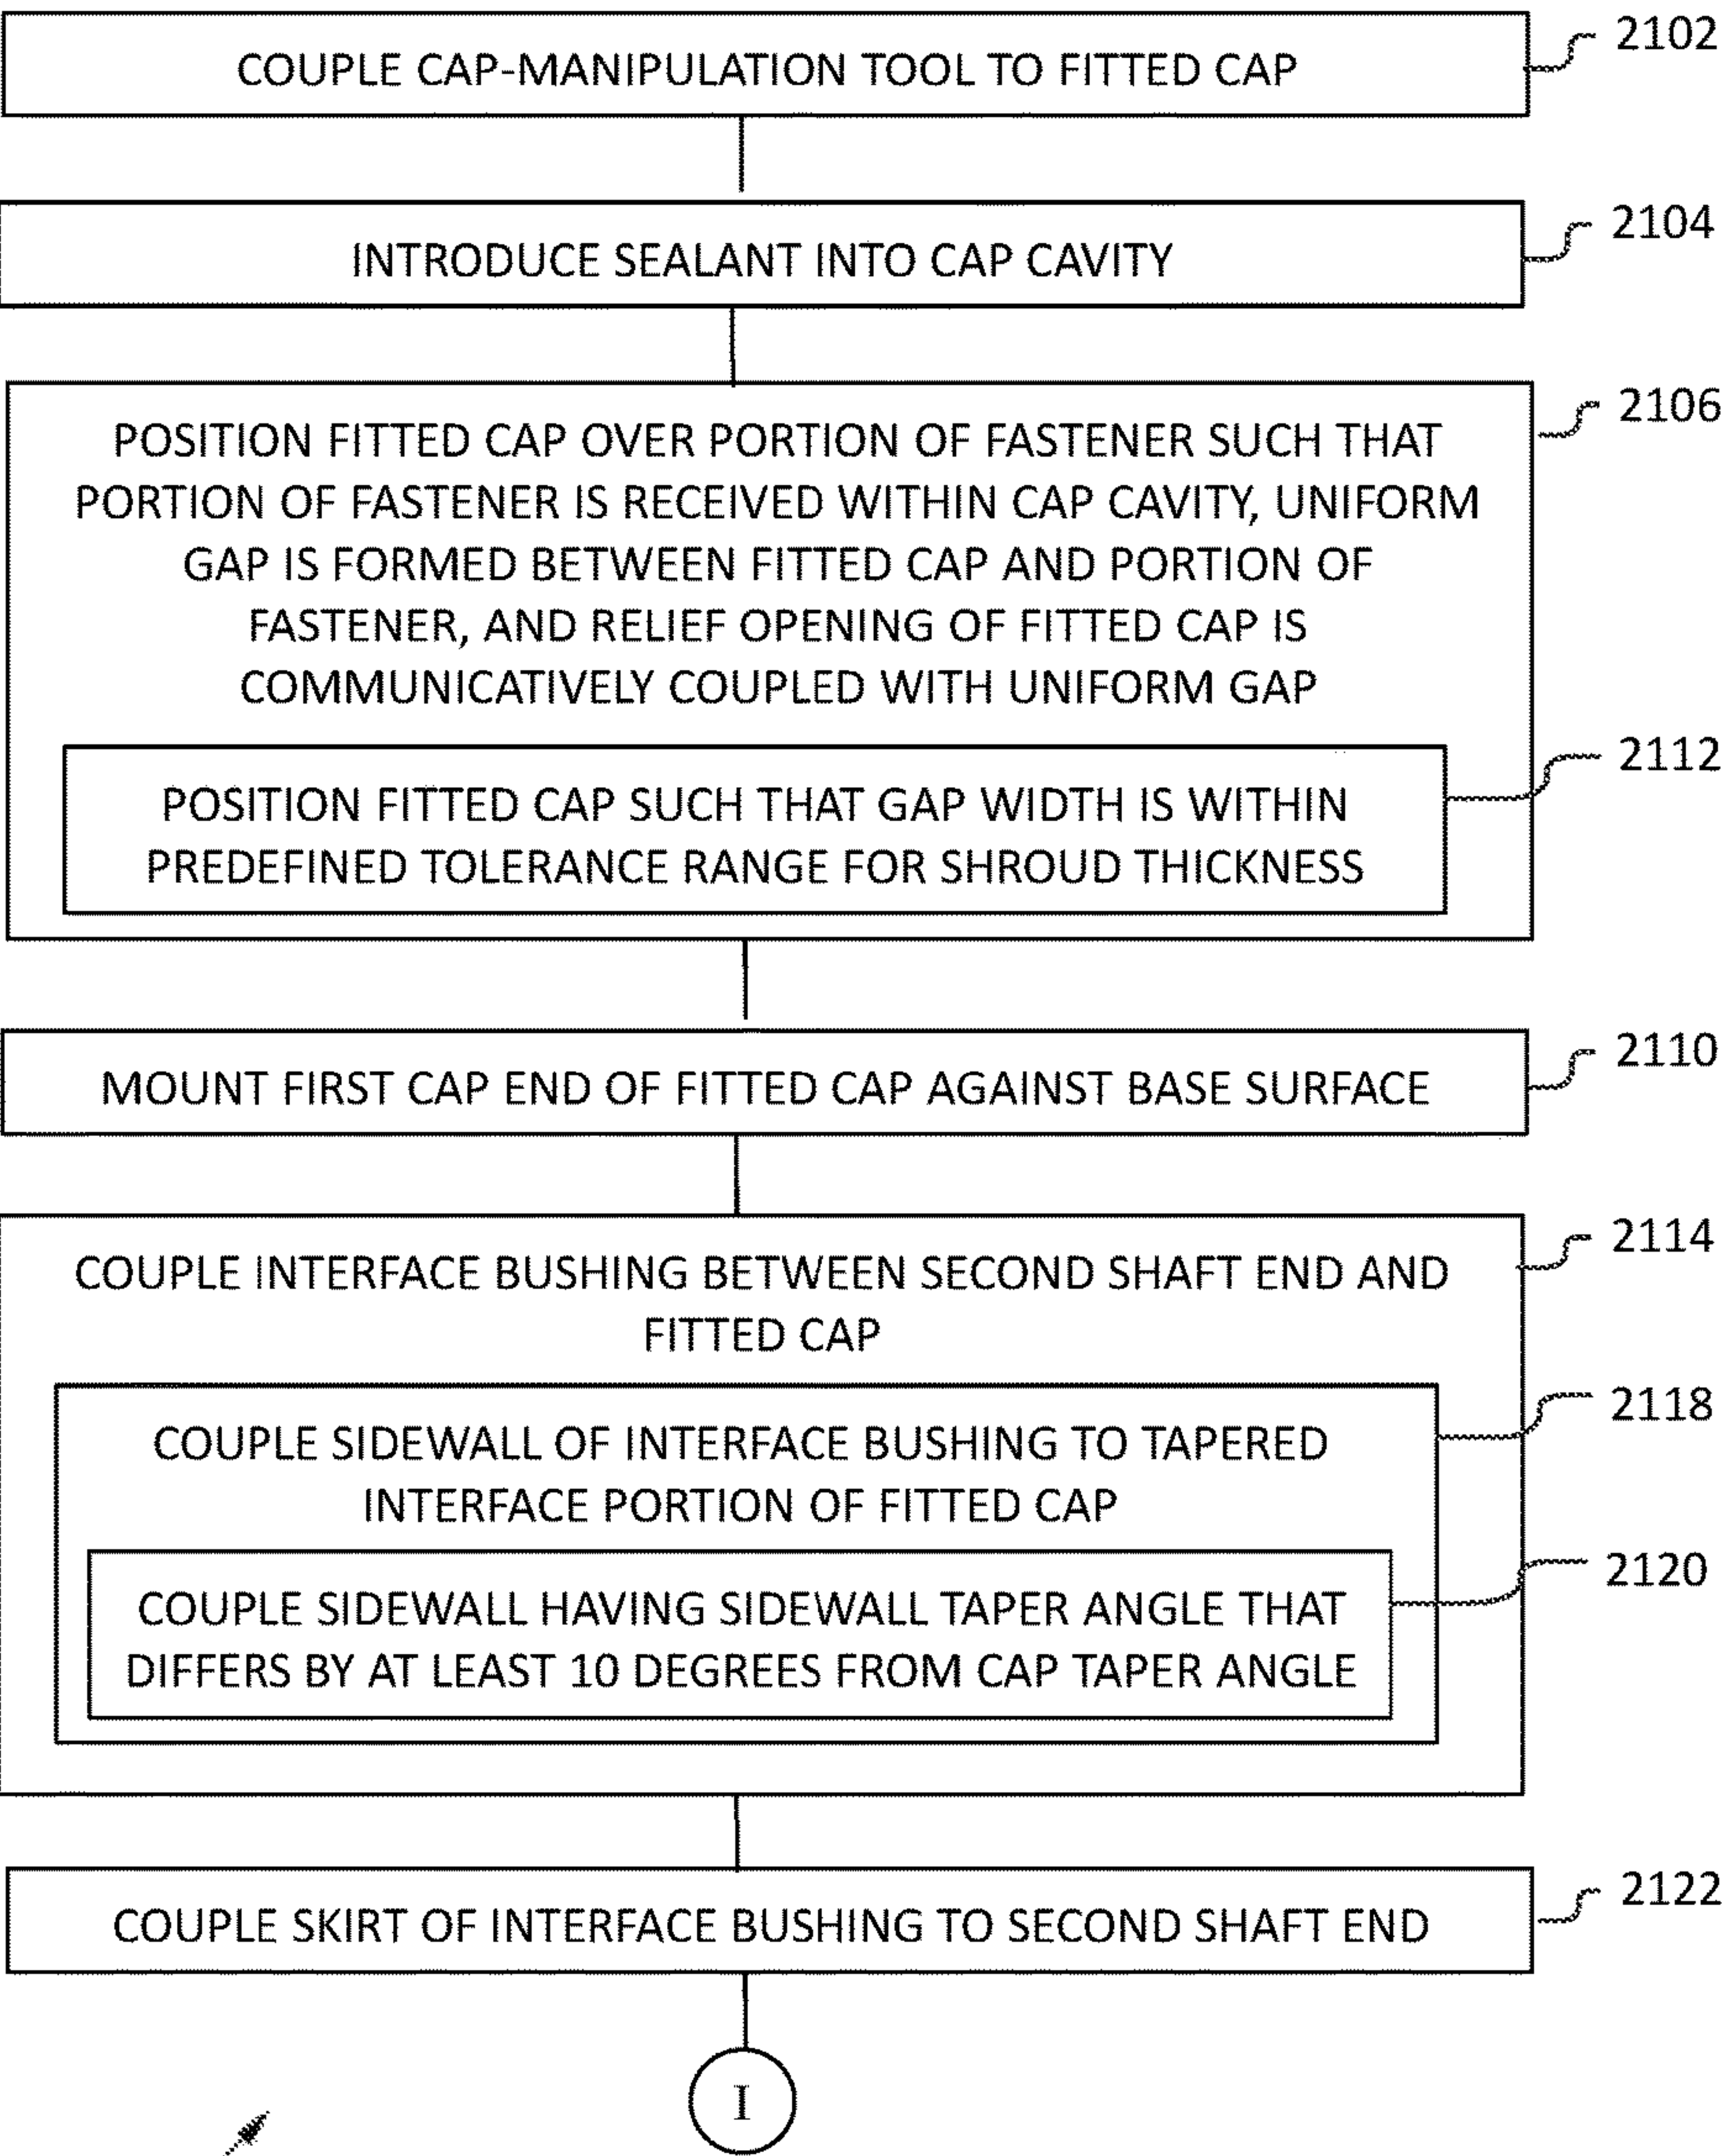 COUPLE CAP-MANIPULATION TOOL TO FITTED CAP
2102
INTRODUCE SEALANT INTO CAP CAVITY
2104
POSITION FITTED CAP OVER PORTION OF FASTENER SUCH THAT
PORTION OF FASTENER IS RECEIVED WITHIN CAP CAVITY, UNIFORM
GAP IS FORMED BETWEEN FITTED CAP AND PORTION OF
FASTENER, AND RELIEF OPENING OF FITTED CAP IS
COMMUNICATIVELY COUPLED WITH UNIFORM GAP
2106
POSITION FITTED CAP SUCH THAT GAP WIDTH IS WITHIN
PREDEFINED TOLERANCE RANGE FOR SHROUD THICKNESS
2112
MOUNT FIRST CAP END OF FITTED CAP AGAINST BASE SURFACE
2110
COUPLE INTERFACE BUSHING BETWEEN SECOND SHAFT END AND
FITTED CAP
2114
COUPLE SIDEWALL OF INTERFACE BUSHING TO TAPERED
INTERFACE PORTION OF FITTED CAP
2118
COUPLE SIDEWALL HAVING SIDEWALL TAPER ANGLE THAT
DIFFERS BY AT LEAST 10 DEGREES FROM CAP TAPER ANGLE
2120
COUPLE SKIRT OF INTERFACE BUSHING TO SECOND SHAFT END
2122
I